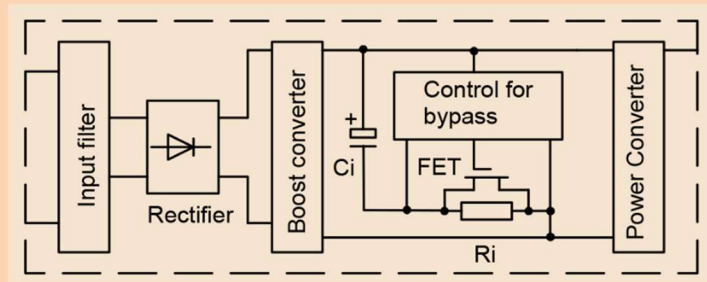 Input filter
Rectifier
Boost converter
+
Ci
Control for
bypass
FET
Ri
Power Converter